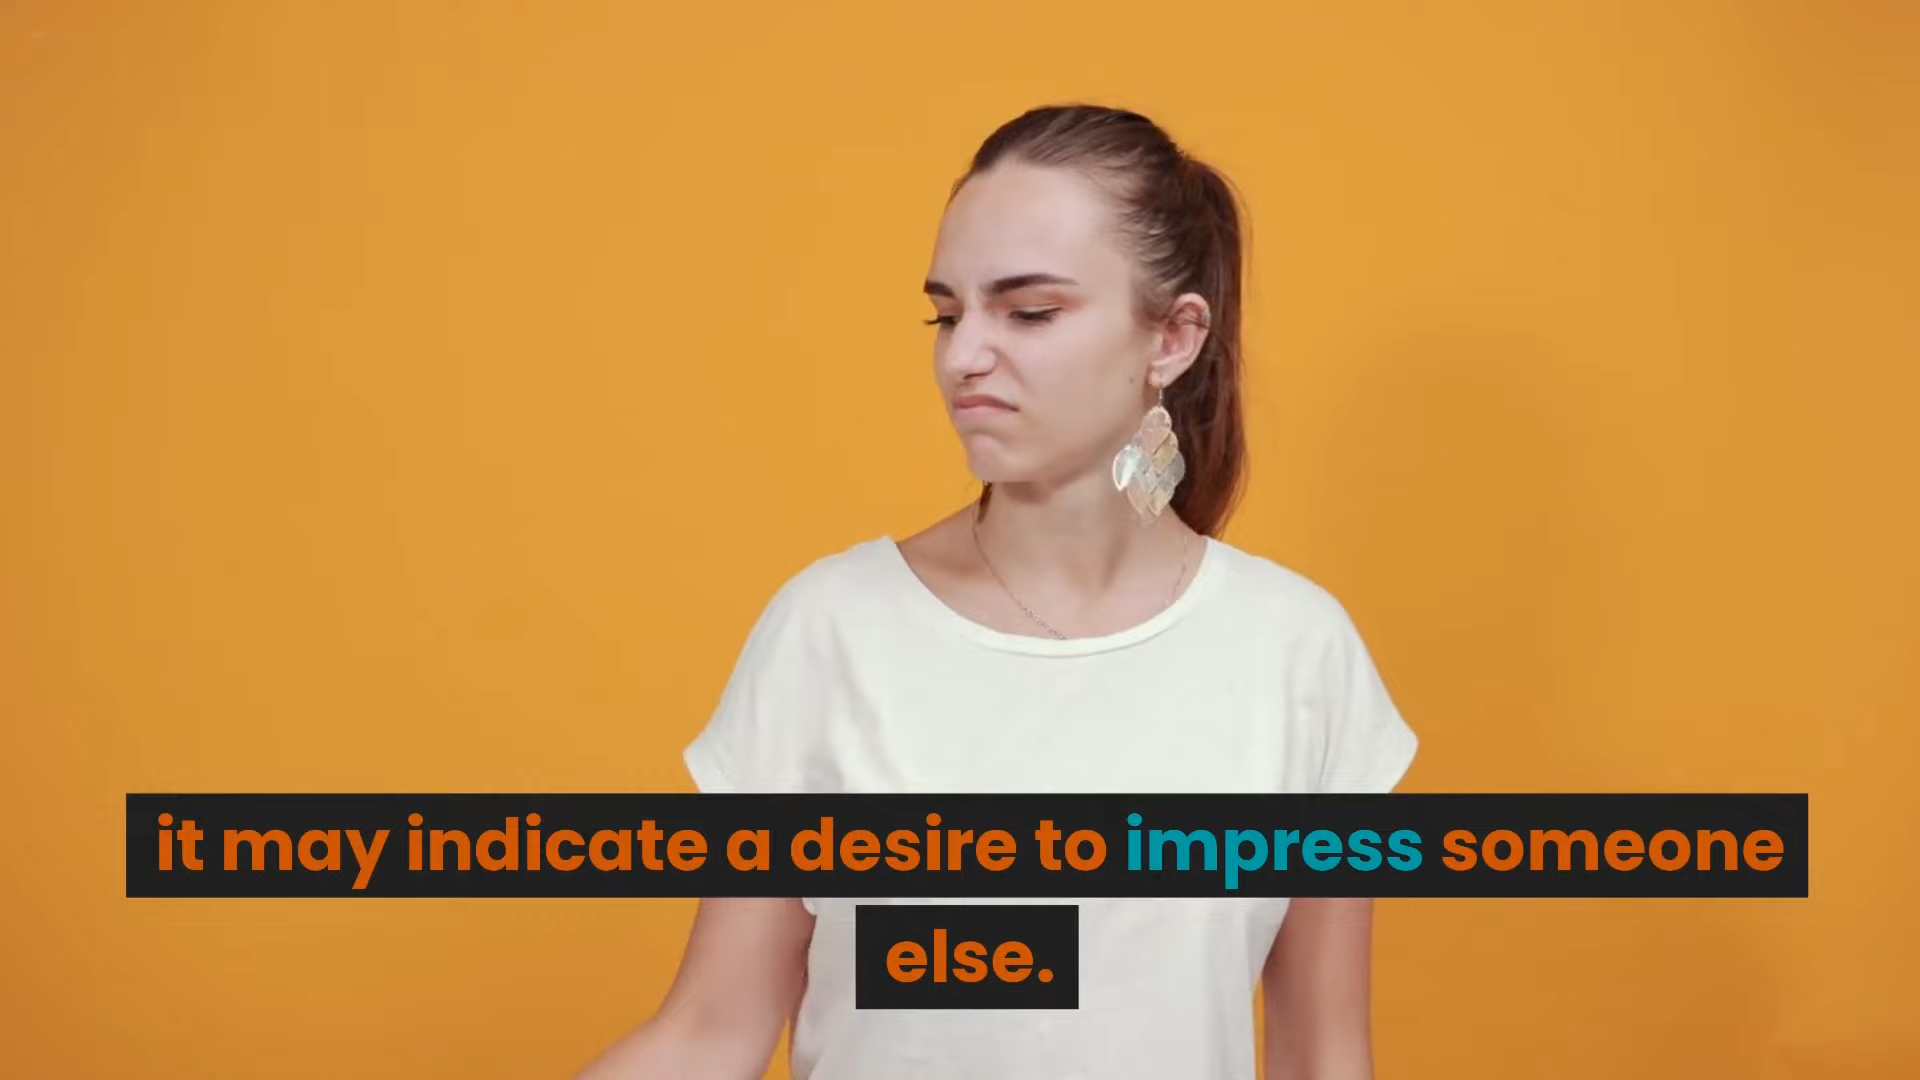 it may indicate a desire to impress someone
else.